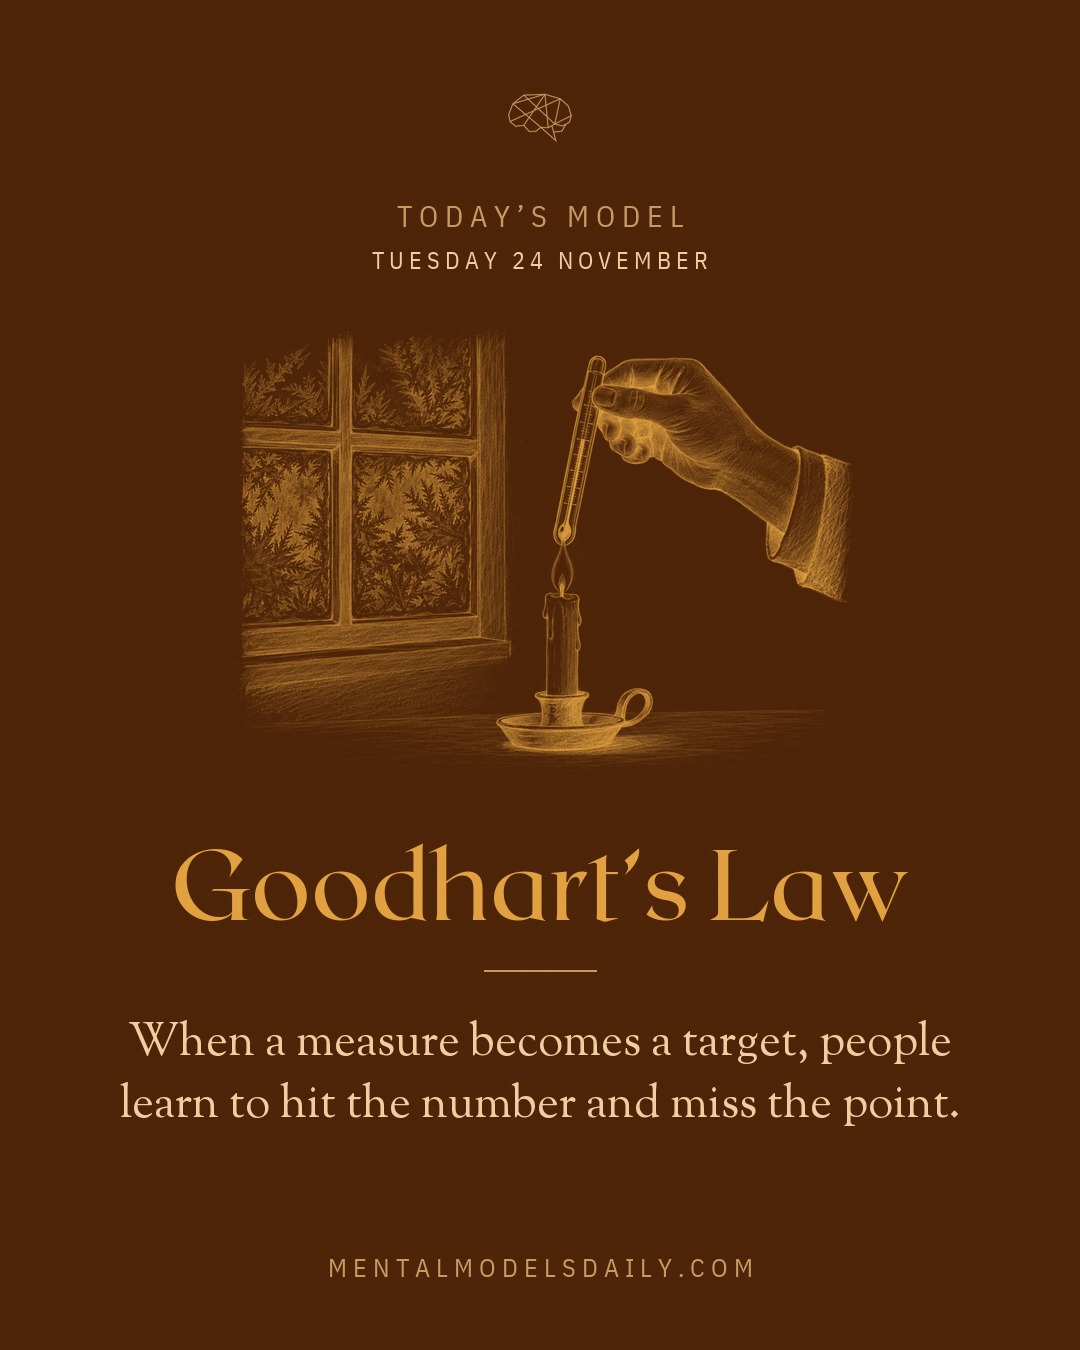 TODAY’S MODEL
TUESDAY 24 NOVEMBER
Goodhart’s Law
When a measure becomes a target, people
learn to hit the number and miss the point.
MENTALMODELSDAILY.COM